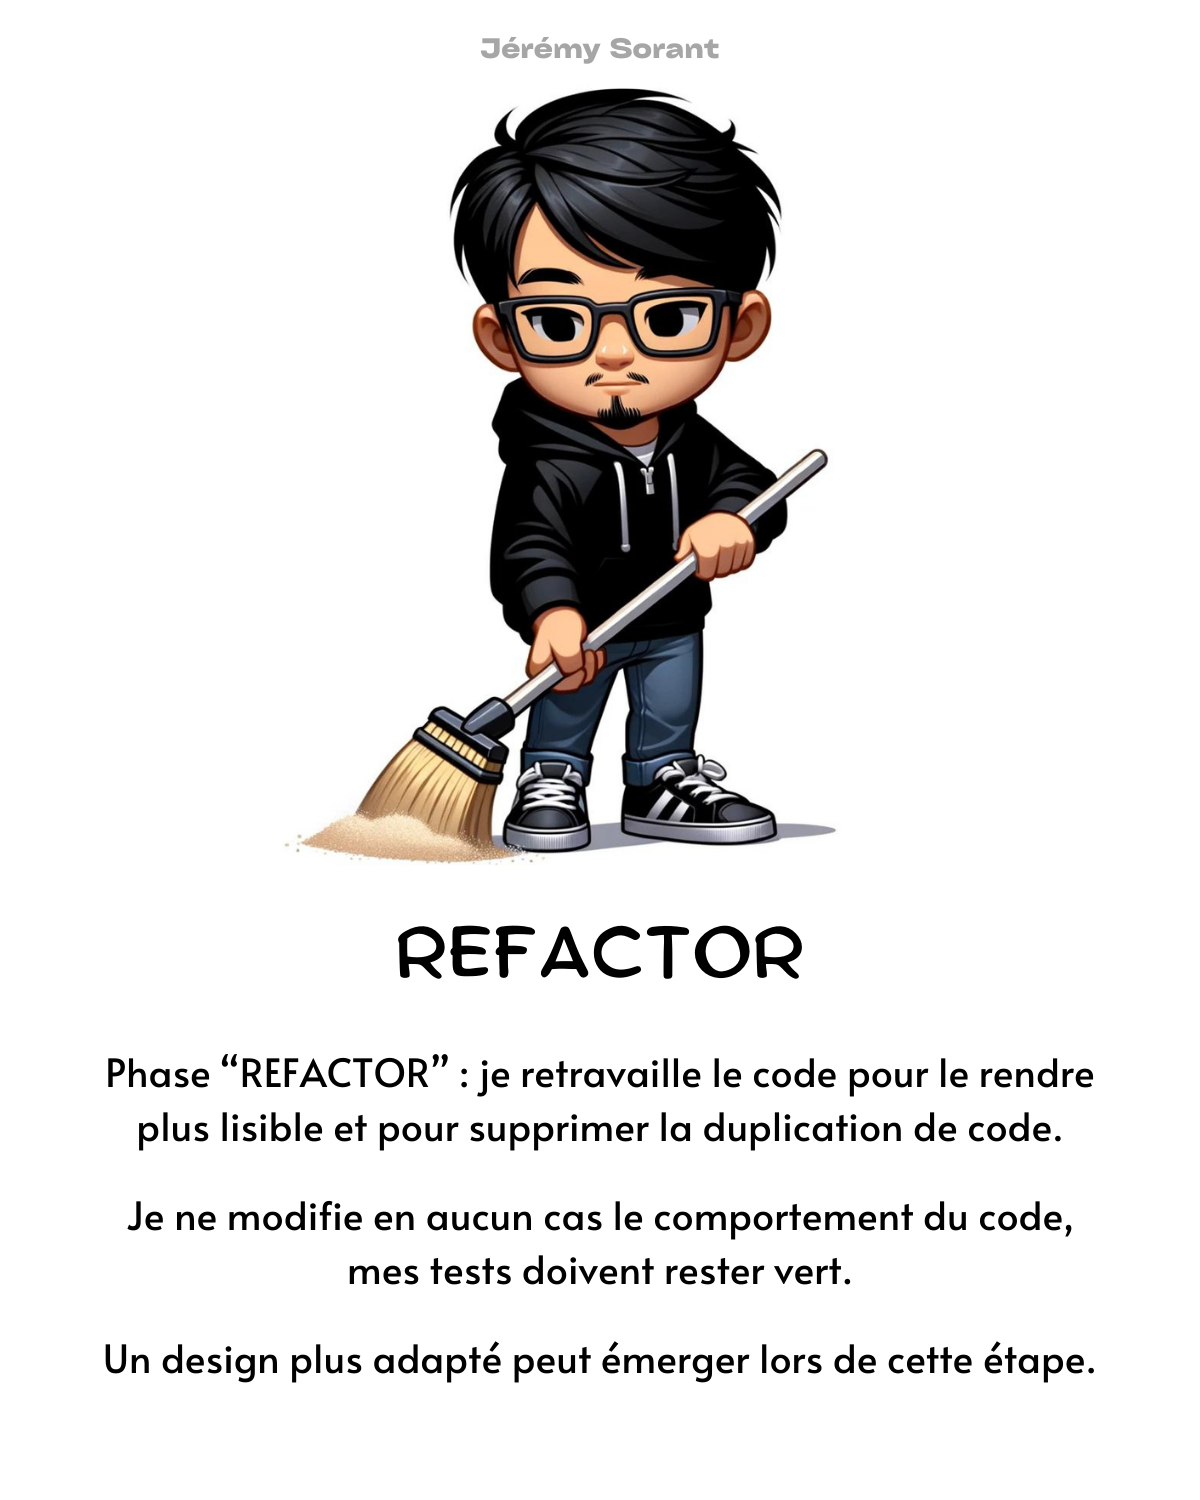 Jérémy Sorant
REFACTOR
Phase “REFACTOR” : je retravaille le code pour le rendre
plus lisible et pour supprimer la duplication de code.
Je ne modifie en aucun cas le comportement du code,
mes tests doivent rester vert.
Un design plus adapté peut émerger lors de cette étape.